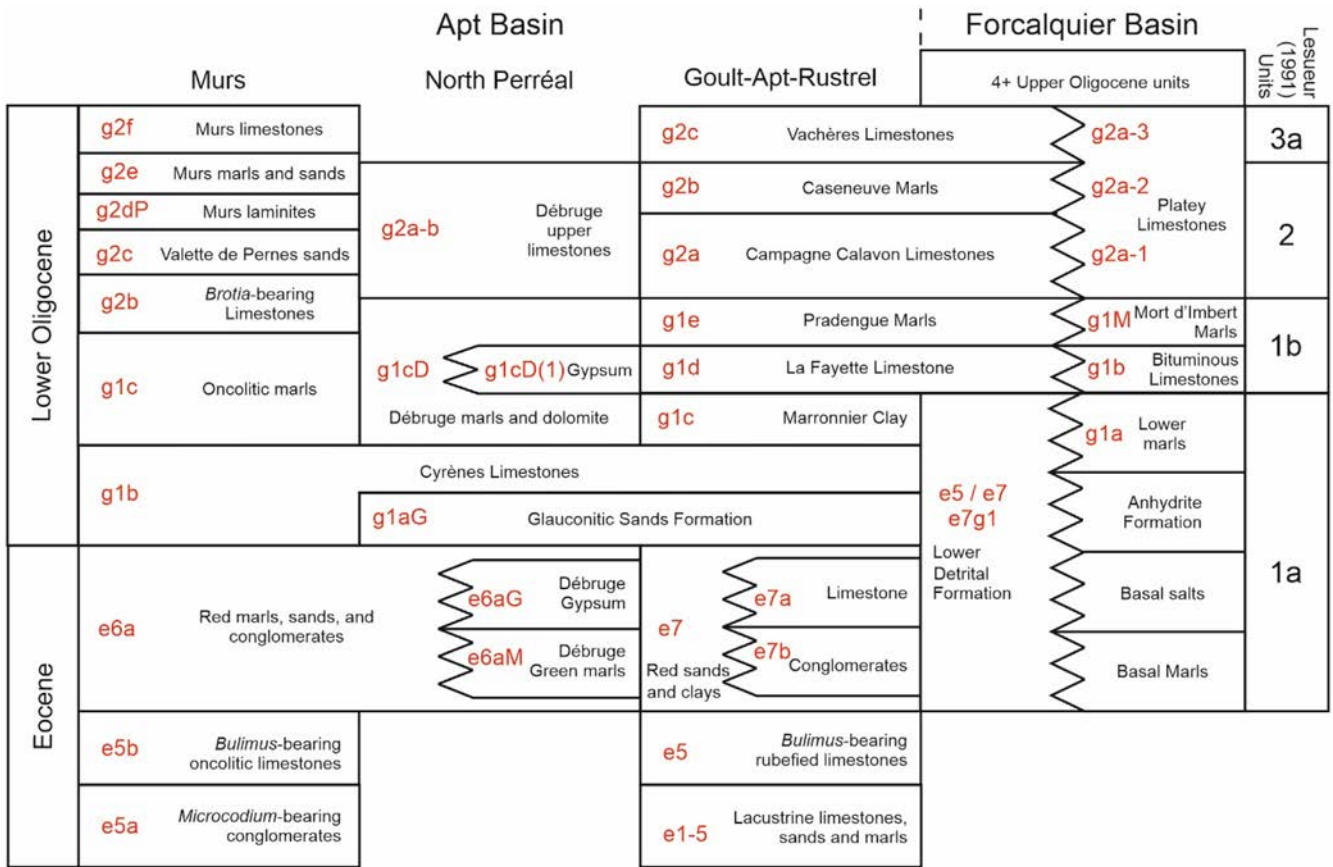 Apt Basin
Forcalquier Basin
Lesueur
(1991)
Units
Murs
North Perréal
Goult-Apt-Rustrel
4+ Upper Oligocene units
Lower Oligocene
g2f Murs limestones
g2e Murs marls and sands
g2dP Murs laminites
g2c Valette de Pernes sands
g2b Brotia-bearing
Limestones
g1c Oncolitic marls
g1b
Cyrènes Limestones
g2a-b
Débruge
upper
limestones
g1cD
g1cD(1) Gypsum
Débruge marls and dolomite
g1aG Glauconitic Sands Formation
g2c Vachères Limestones
g2b Caseneuve Marls
g2a Campagne Calavon Limestones
g1e Pradengue Marls
g1d La Fayette Limestone
g1c Marronnier Clay
g2a-3
g2a-2
Platey
Limestones
g2a-1
g1M Mort d'Imbert
Marls
g1b Bituminous
Limestones
g1a Lower
marls
e5 / e7
e7g1
Lower
Detrital
Formation
Anhydrite
Formation
Basal salts
Basal Marls
3a
2
1b
1a
Eocene
e6a Red marls, sands, and
conglomerates
e6aG Débruge
Gypsum
e6aM Débruge
Green marls
e7
Red sands
and clays
e7a Limestone
e7b Conglomerates
e5b Bulimus-bearing
oncolitic limestones
e5a Microcodium-bearing
conglomerates
e5 Bulimus-bearing
rubefied limestones
e1-5 Lacustrine limestones,
sands and marls